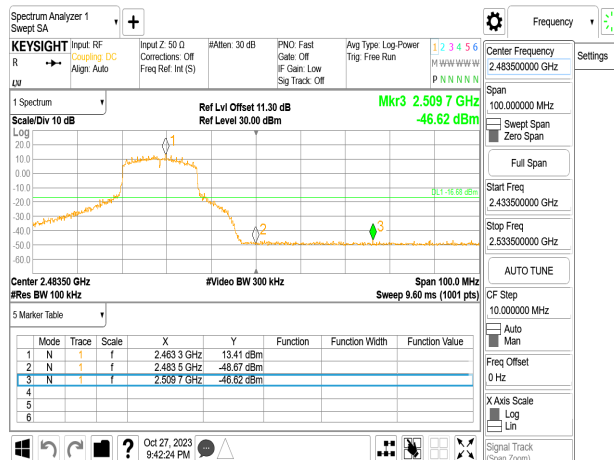 Spectrum Analyzer 1
Swept SA
Frequency
KEYSIGHT
R
Input: RF
Coupling: DC
Align: Auto
Input Z: 50 Ω
Corrections: Off
Freq Ref: Int (S)
#Atten: 30 dB
PNO: Fast
Gate: Off
IF Gain: Low
Sig Track: Off
Avg Type: Log-Power
Trig: Free Run
1 2 3 4 5 6
M W W W W W
P N N N N N
Center Frequency
2.483500000 GHz
Settings
Span
100.000000 MHz
Swept Span
Zero Span
Full Span
Start Freq
2.433500000 GHz
Stop Freq
2.533500000 GHz
AUTO TUNE
CF Step
10.000000 MHz
Auto
Man
Freq Offset
0 Hz
X Axis Scale
Log
Lin
Signal Track
(Span Zoom)
1 Spectrum
Scale/Div 10 dB
Ref Lvl Offset 11.30 dB
Ref Level 30.00 dBm
Mkr3 2.509 7 GHz
-46.62 dBm
Log
20.0
10.0
0.00
-10.0
-20.0
-30.0
-40.0
-50.0
-60.0
1
2
3
Center 2.48350 GHz
#Res BW 100 kHz
#Video BW 300 kHz
Span 100.0 MHz
Sweep 9.60 ms (1001 pts)
5 Marker Table
Mode Trace Scale X Y Function Function Width Function Value
1 N 1 f 2.463 3 GHz 13.41 dBm
2 N 1 f 2.483 5 GHz -48.67 dBm
3 N 1 f 2.509 7 GHz -46.62 dBm
4
5
6
?
Oct 27, 2023
9:42:24 PM